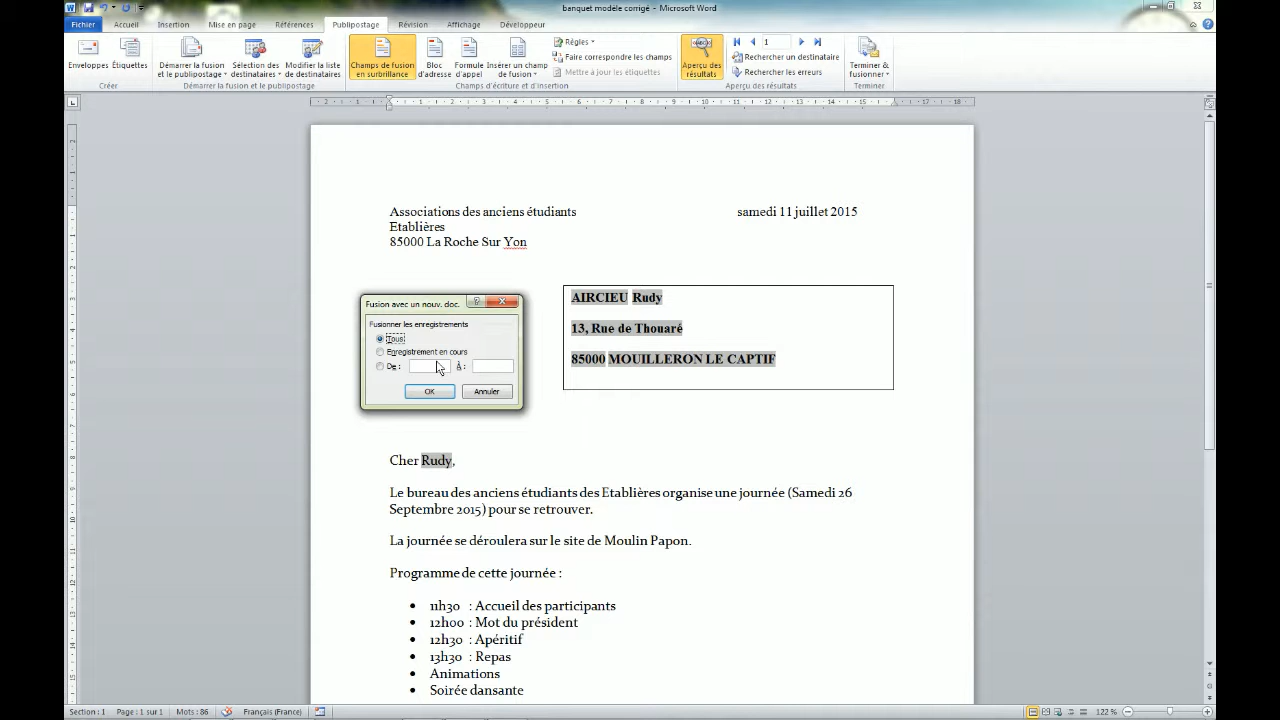 banquet modèle corrigé - Microsoft Word
Fichier Accueil Insertion Mise en page Références Publipostage Révision Affichage Développeur
Enveloppes Étiquettes
Créer
Démarrer la fusion et le publipostage
Sélection des destinataires
Modifier la liste de destinataires
Démarrer la fusion et le publipostage
Champs de fusion en surbrillance
Bloc d'adresse
Formule d'appel
Insérer un champ de fusion
Règles
Faire correspondre les champs
Mettre à jour les étiquettes
Champs d'écriture et d'insertion
Aperçu des résultats
1
Rechercher un destinataire
Rechercher les erreurs
Aperçu des résultats
Terminer & fusionner
Terminer
Associations des anciens étudiants samedi 11 juillet 2015
Etablières
85000 La Roche Sur Yon
Fusion avec un nouv. doc.
Fusionner les enregistrements
Tous
Enregistrement en cours
De : À :
OK Annuler
AIRCIEU Rudy
13, Rue de Thouaré
85000 MOUILLERON LE CAPTIF
Cher Rudy,
Le bureau des anciens étudiants des Etablières organise une journée (Samedi 26
Septembre 2015) pour se retrouver.
La journée se déroulera sur le site de Moulin Papon.
Programme de cette journée :
• 11h30 : Accueil des participants
• 12h00 : Mot du président
• 12h30 : Apéritif
• 13h30 : Repas
• Animations
• Soirée dansante
Section : 1 Page : 1 sur 1 Mots : 86 Français (France) 122 %